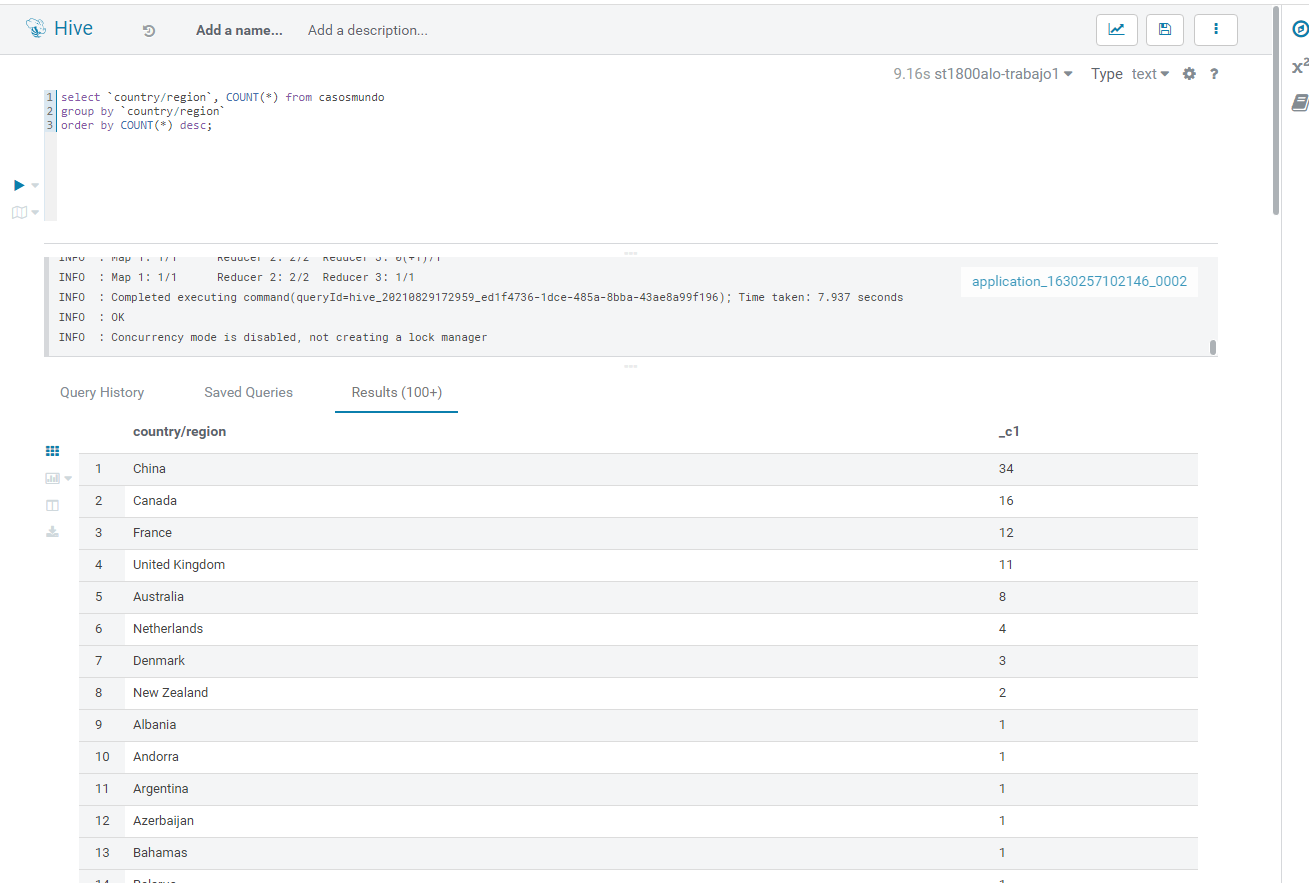 Hive Add a name... Add a description...
9.16s st1800alo-trabajo1 Type text ?
x²
1 select `country/region`, COUNT(*) from casosmundo
2 group by `country/region`
3 order by COUNT(*) desc;
INFO : Map 1: 1/1 Reducer 2: 2/2 Reducer 3: 0(+1)/1
INFO : Map 1: 1/1 Reducer 2: 2/2 Reducer 3: 1/1
application_1630257102146_0002
INFO : Completed executing command(queryId=hive_20210829172959_ed1f4736-1dce-485a-8bba-43ae8a99f196); Time taken: 7.937 seconds
INFO : OK
INFO : Concurrency mode is disabled, not creating a lock manager
Query History Saved Queries Results (100+)
country/region _c1
1 China 34
2 Canada 16
3 France 12
4 United Kingdom 11
5 Australia 8
6 Netherlands 4
7 Denmark 3
8 New Zealand 2
9 Albania 1
10 Andorra 1
11 Argentina 1
12 Azerbaijan 1
13 Bahamas 1
14 Belarus 1